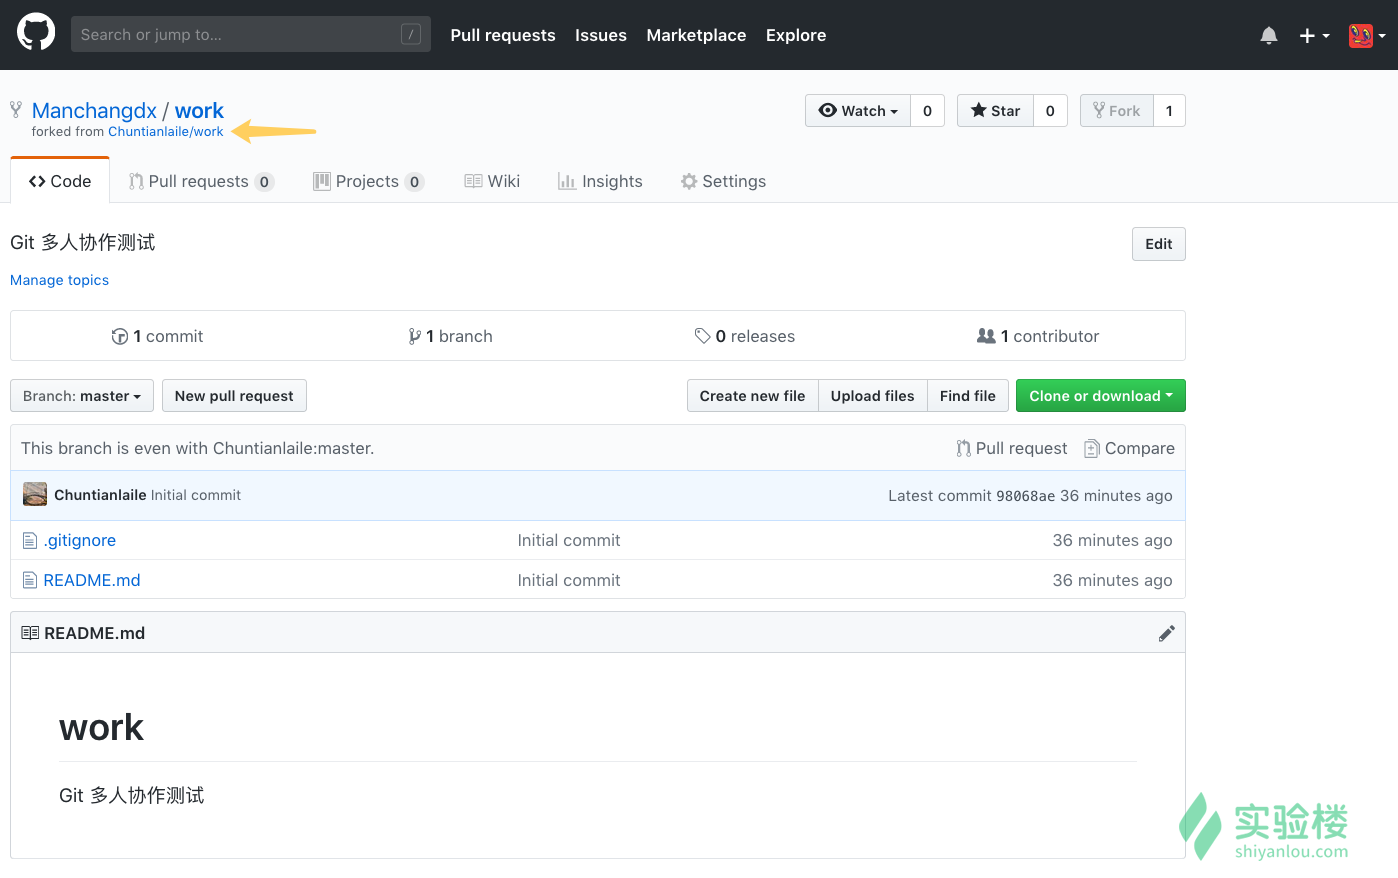 Search or jump to… /
Pull requests Issues Marketplace Explore
Manchangdx / work
forked from Chuntianlaile/work
Watch 0 Star 0 Fork 1
Code Pull requests 0 Projects 0 Wiki Insights Settings
Git 多人协作测试
Edit
Manage topics
1 commit 1 branch 0 releases 1 contributor
Branch: master New pull request Create new file Upload files Find file Clone or download
This branch is even with Chuntianlaile:master. Pull request Compare
Chuntianlaile Initial commit Latest commit 98068ae 36 minutes ago
.gitignore Initial commit 36 minutes ago
README.md Initial commit 36 minutes ago
README.md
work
Git 多人协作测试
实验楼
shiyanlou.com